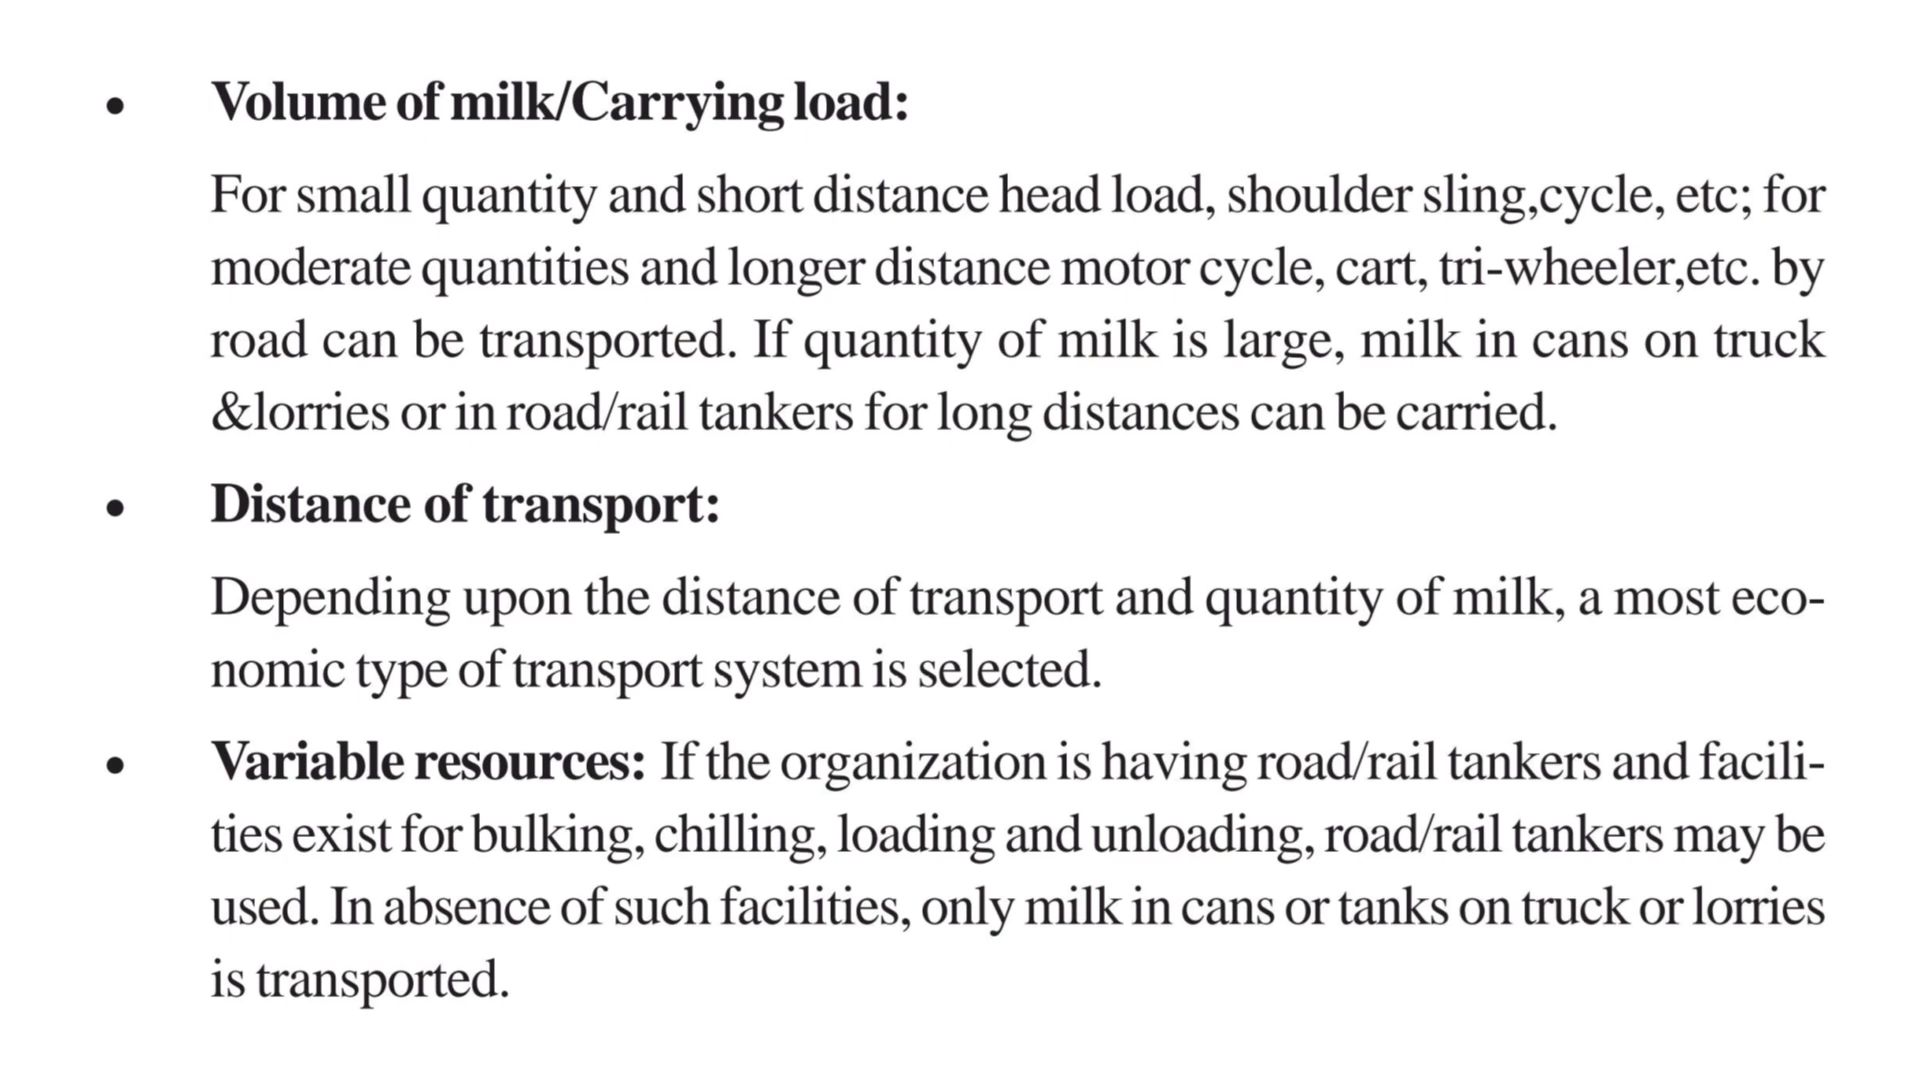 • Volume of milk/Carrying load:
For small quantity and short distance head load, shoulder sling,cycle, etc; for
moderate quantities and longer distance motor cycle, cart, tri-wheeler,etc. by
road can be transported. If quantity of milk is large, milk in cans on truck
&lorries or in road/rail tankers for long distances can be carried.
• Distance of transport:
Depending upon the distance of transport and quantity of milk, a most eco-
nomic type of transport system is selected.
• Variable resources: If the organization is having road/rail tankers and facili-
ties exist for bulking, chilling, loading and unloading, road/rail tankers may be
used. In absence of such facilities, only milk in cans or tanks on truck or lorries
is transported.